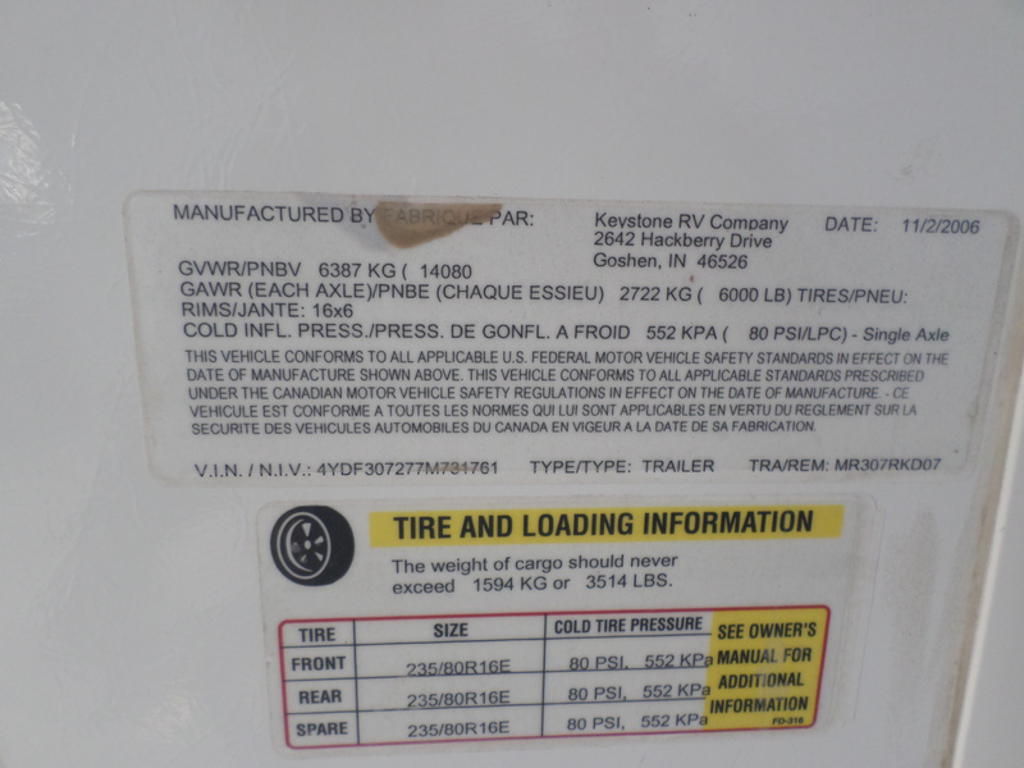 MANUFACTURED BY FABRIQUE PAR: Keystone RV Company DATE: 11/2/2006
2642 Hackberry Drive
Goshen, IN 46526
GVWR/PNBV 6387 KG ( 14080
GAWR (EACH AXLE)/PNBE (CHAQUE ESSIEU) 2722 KG ( 6000 LB) TIRES/PNEU:
RIMS/JANTE: 16x6
COLD INFL. PRESS./PRESS. DE GONFL. A FROID 552 KPA ( 80 PSI/LPC) - Single Axle
THIS VEHICLE CONFORMS TO ALL APPLICABLE U.S. FEDERAL MOTOR VEHICLE SAFETY STANDARDS IN EFFECT ON THE
DATE OF MANUFACTURE SHOWN ABOVE. THIS VEHICLE CONFORMS TO ALL APPLICABLE STANDARDS PRESCRIBED
UNDER THE CANADIAN MOTOR VEHICLE SAFETY REGULATIONS IN EFFECT ON THE DATE OF MANUFACTURE. - CE
VEHICULE EST CONFORME A TOUTES LES NORMES QUI LUI SONT APPLICABLES EN VERTU DU REGLEMENT SUR LA
SECURITE DES VEHICULES AUTOMOBILES DU CANADA EN VIGEUR A LA DATE DE SA FABRICATION.
V.I.N. / N.I.V.: 4YDF307277M731761 TYPE/TYPE: TRAILER TRA/REM: MR307RKD07
TIRE AND LOADING INFORMATION
The weight of cargo should never
exceed 1594 KG or 3514 LBS.
TIRE SIZE COLD TIRE PRESSURE SEE OWNER'S
FRONT 235/80R16E 80 PSI, 552 KPa MANUAL FOR
REAR 235/80R16E 80 PSI, 552 KPa ADDITIONAL
INFORMATION
SPARE 235/80R16E 80 PSI, 552 KPa FD-316